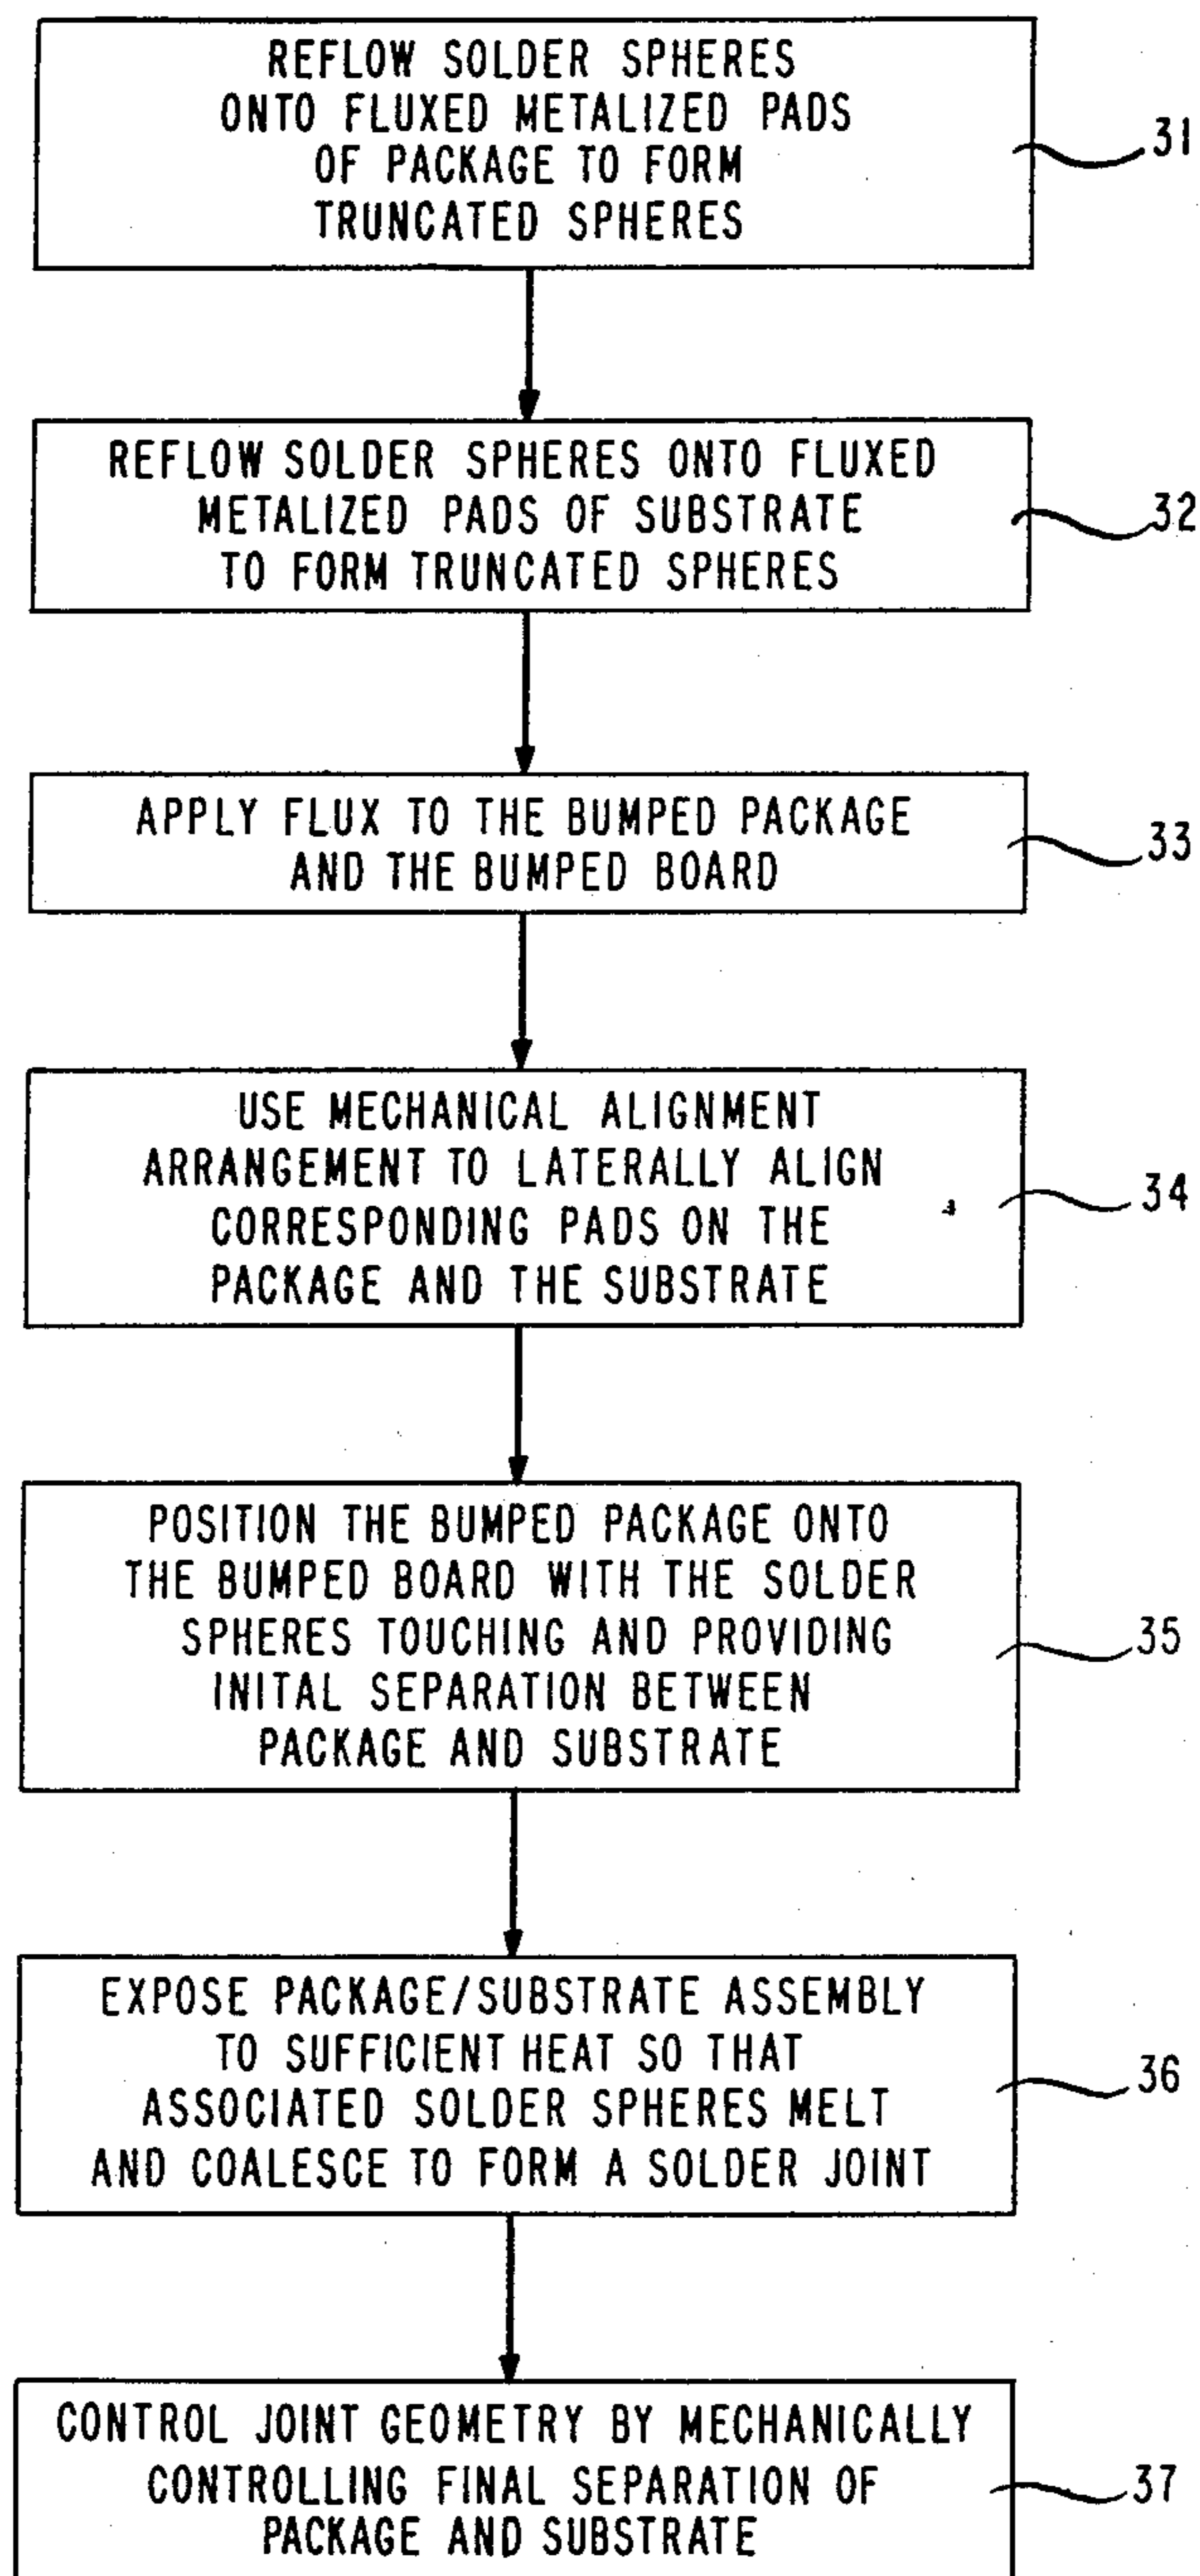 REFLOW SOLDER SPHERES
ONTO FLUXED METALIZED PADS
OF PACKAGE TO FORM
TRUNCATED SPHERES
31
REFLOW SOLDER SPHERES ONTO FLUXED
METALIZED PADS OF SUBSTRATE
TO FORM TRUNCATED SPHERES
32
APPLY FLUX TO THE BUMPED PACKAGE
AND THE BUMPED BOARD
33
USE MECHANICAL ALIGNMENT
ARRANGEMENT TO LATERALLY ALIGN
CORRESPONDING PADS ON THE
PACKAGE AND THE SUBSTRATE
34
POSITION THE BUMPED PACKAGE ONTO
THE BUMPED BOARD WITH THE SOLDER
SPHERES TOUCHING AND PROVIDING
INITAL SEPARATION BETWEEN
PACKAGE AND SUBSTRATE
35
EXPOSE PACKAGE/SUBSTRATE ASSEMBLY
TO SUFFICIENT HEAT SO THAT
ASSOCIATED SOLDER SPHERES MELT
AND COALESCE TO FORM A SOLDER JOINT
36
CONTROL JOINT GEOMETRY BY MECHANICALLY
CONTROLLING FINAL SEPARATION OF
PACKAGE AND SUBSTRATE
37